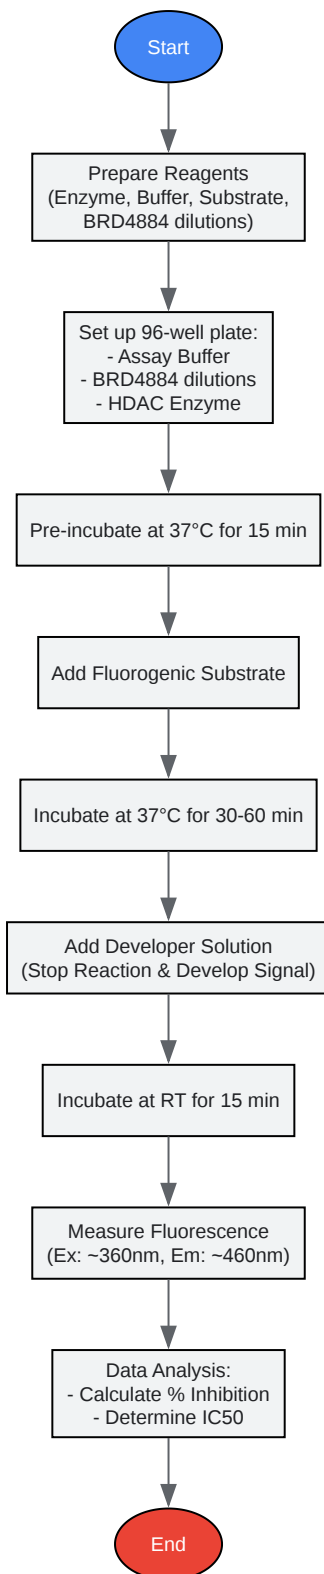 Start
Prepare Reagents
(Enzyme, Buffer, Substrate,
BRD4884 dilutions)
Set up 96-well plate:
- Assay Buffer
- BRD4884 dilutions
- HDAC Enzyme
Pre-incubate at 37°C for 15 min
Add Fluorogenic Substrate
Incubate at 37°C for 30-60 min
Add Developer Solution
(Stop Reaction & Develop Signal)
Incubate at RT for 15 min
Measure Fluorescence
(Ex: ~360nm, Em: ~460nm)
Data Analysis:
- Calculate % Inhibition
- Determine IC50
End